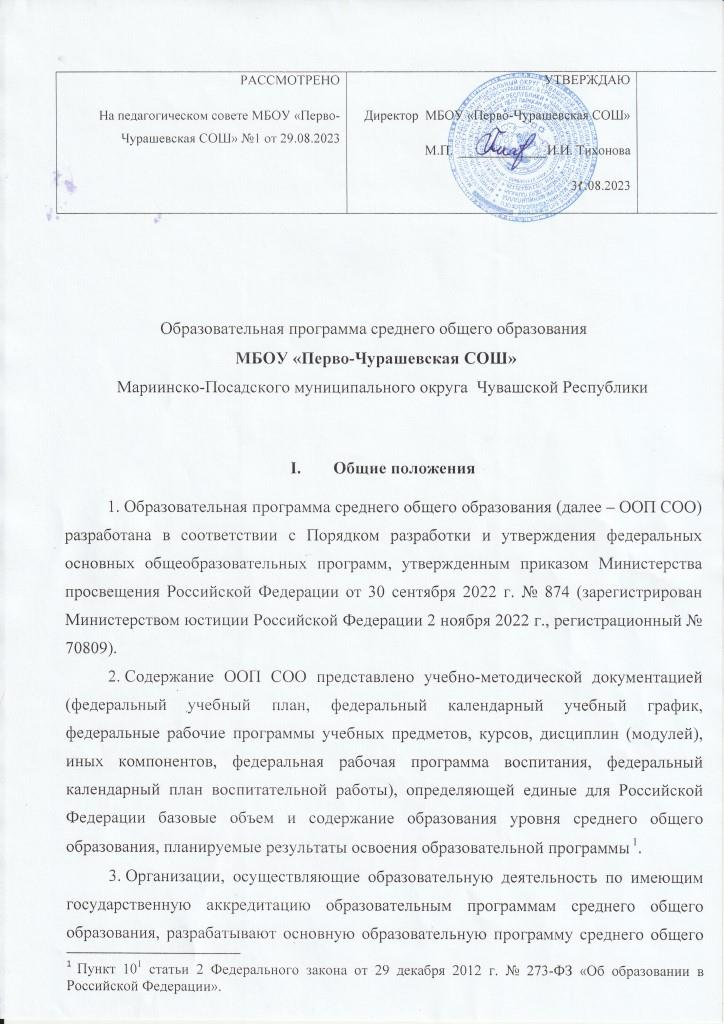 РАССМОТРЕНО
На педагогическом совете МБОУ «Перво-
Чурашевская СОШ» №1 от 29.08.2023
УТВЕРЖДАЮ
Директор МБОУ «Перво-Чурашевская СОШ»
М.П. ______________И.И. Тихонова
31.08.2023
Образовательная программа среднего общего образования
МБОУ «Перво-Чурашевская СОШ»
Мариинско-Посадского муниципального округа Чувашской Республики
I. Общие положения
1. Образовательная программа среднего общего образования (далее – ООП СОО)
разработана в соответствии с Порядком разработки и утверждения федеральных
основных общеобразовательных программ, утвержденным приказом Министерства
просвещения Российской Федерации от 30 сентября 2022 г. № 874 (зарегистрирован
Министерством юстиции Российской Федерации 2 ноября 2022 г., регистрационный №
70809).
2. Содержание ООП СОО представлено учебно-методической документацией
(федеральный учебный план, федеральный календарный учебный график,
федеральные рабочие программы учебных предметов, курсов, дисциплин (модулей),
иных компонентов, федеральная рабочая программа воспитания, федеральный
календарный план воспитательной работы), определяющей единые для Российской
Федерации базовые объем и содержание образования уровня среднего общего
образования, планируемые результаты освоения образовательной программы ¹.
3. Организации, осуществляющие образовательную деятельность по имеющим
государственную аккредитацию образовательным программам среднего общего
образования, разрабатывают основную образовательную программу среднего общего
¹ Пункт 10¹ статьи 2 Федерального закона от 29 декабря 2012 г. № 273-ФЗ «Об образовании в
Российской Федерации».